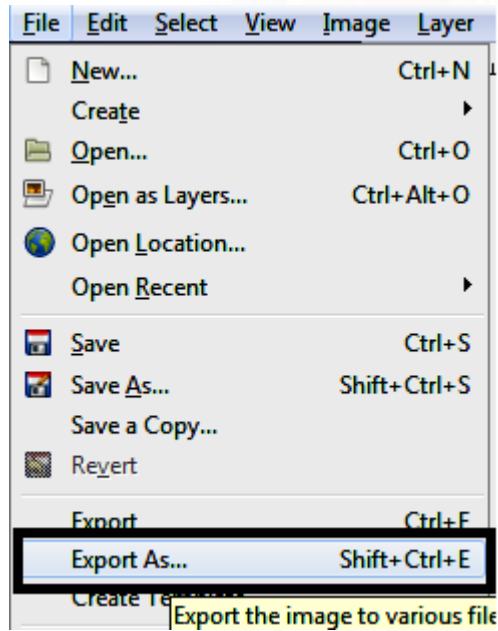 File Edit Select View Image Layer
New... Ctrl+N
Create
Open... Ctrl+O
Open as Layers... Ctrl+Alt+O
Open Location...
Open Recent
Save Ctrl+S
Save As... Shift+Ctrl+S
Save a Copy...
Revert
Export Ctrl+E
Export As... Shift+Ctrl+E
Create
Export the image to various file